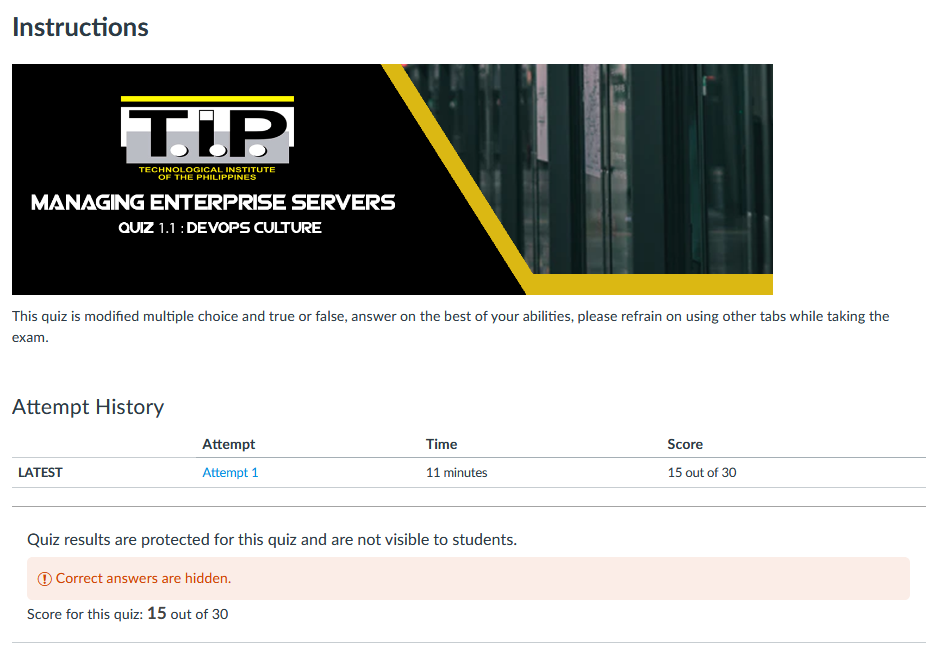 Instructions
T.i.P.
TECHNOLOGICAL INSTITUTE
OF THE PHILIPPINES
MANAGING ENTERPRISE SERVERS
QUIZ 1.1 : DEVOPS CULTURE
This quiz is modified multiple choice and true or false, answer on the best of your abilities, please refrain on using other tabs while taking the
exam.
Attempt History
Attempt Time Score
LATEST Attempt 1 11 minutes 15 out of 30
Quiz results are protected for this quiz and are not visible to students.
Correct answers are hidden.
Score for this quiz: 15 out of 30